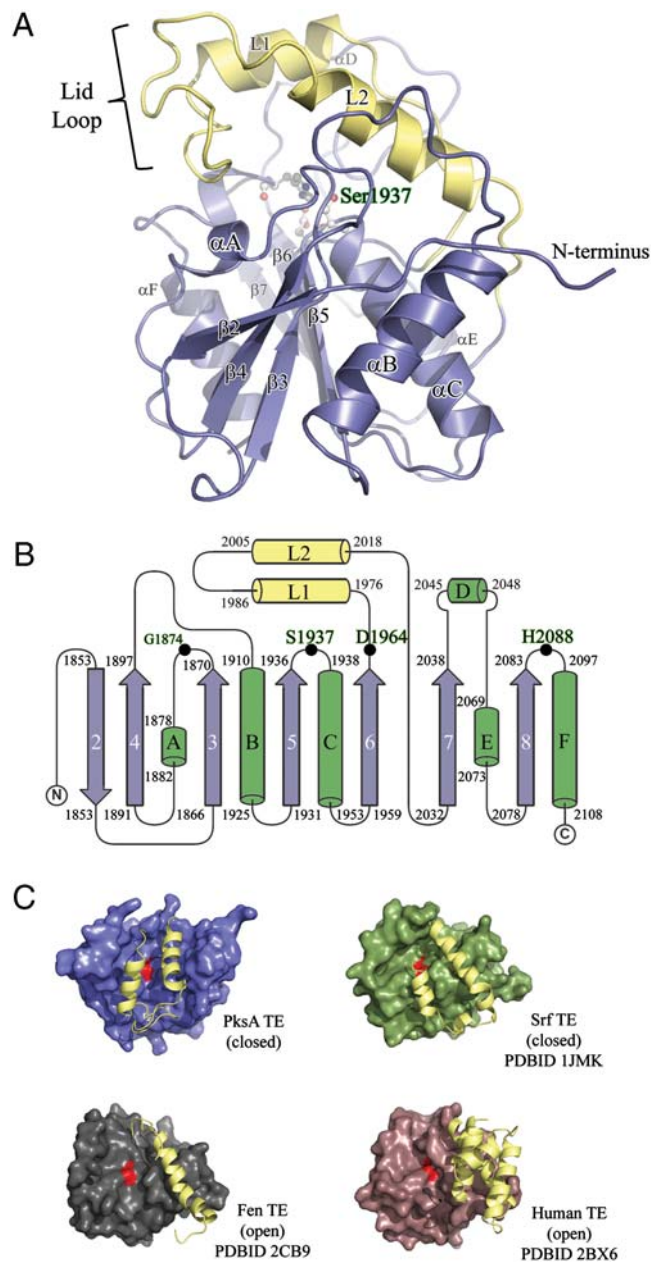 A
L1
αD
Lid
Loop
L2
Ser1937
αA
N-terminus
β6
αF
β7
β2
β5
αE
β4
αB
β3
αC
B
2005
L2
2018
2045
D
2048
1986
L1
1976
G1874
S1937
D1964
H2088
1853
1897
1870
1910
1936
1938
2038
2083
2097
1878
2069
2
4
A
3
B
5
C
6
7
E
8
F
1882
2073
N
C
1853
1891
1866
1925
1931
1953
1959
2032
2078
2108
C
PksA TE
(closed)
Srf TE
(closed)
PDBID 1JMK
Fen TE
(open)
PDBID 2CB9
Human TE
(open)
PDBID 2BX6